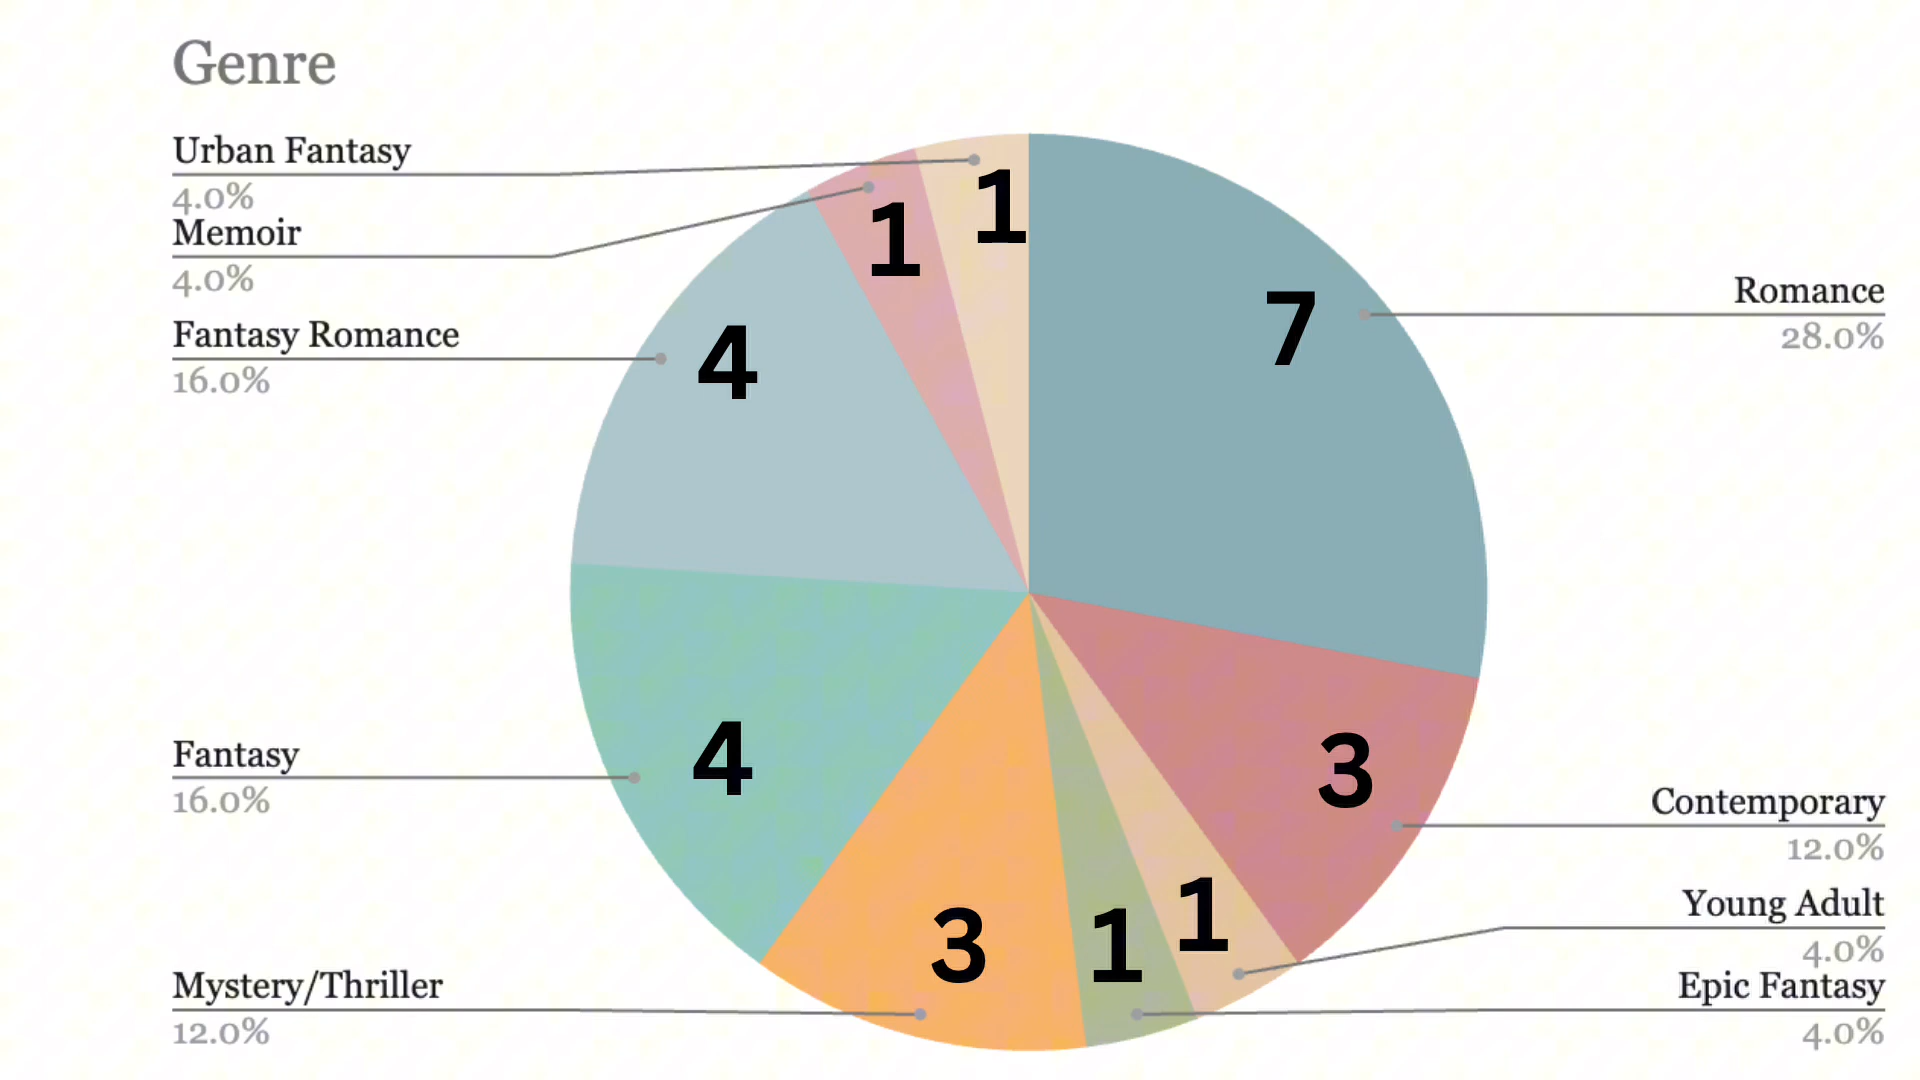 Genre
Urban Fantasy
4.0%
Memoir
4.0%
Fantasy Romance
16.0%
Fantasy
16.0%
Mystery/Thriller
12.0%
1
1
4
7
4
3
3
1
1
Romance
28.0%
Contemporary
12.0%
Young Adult
4.0%
Epic Fantasy
4.0%